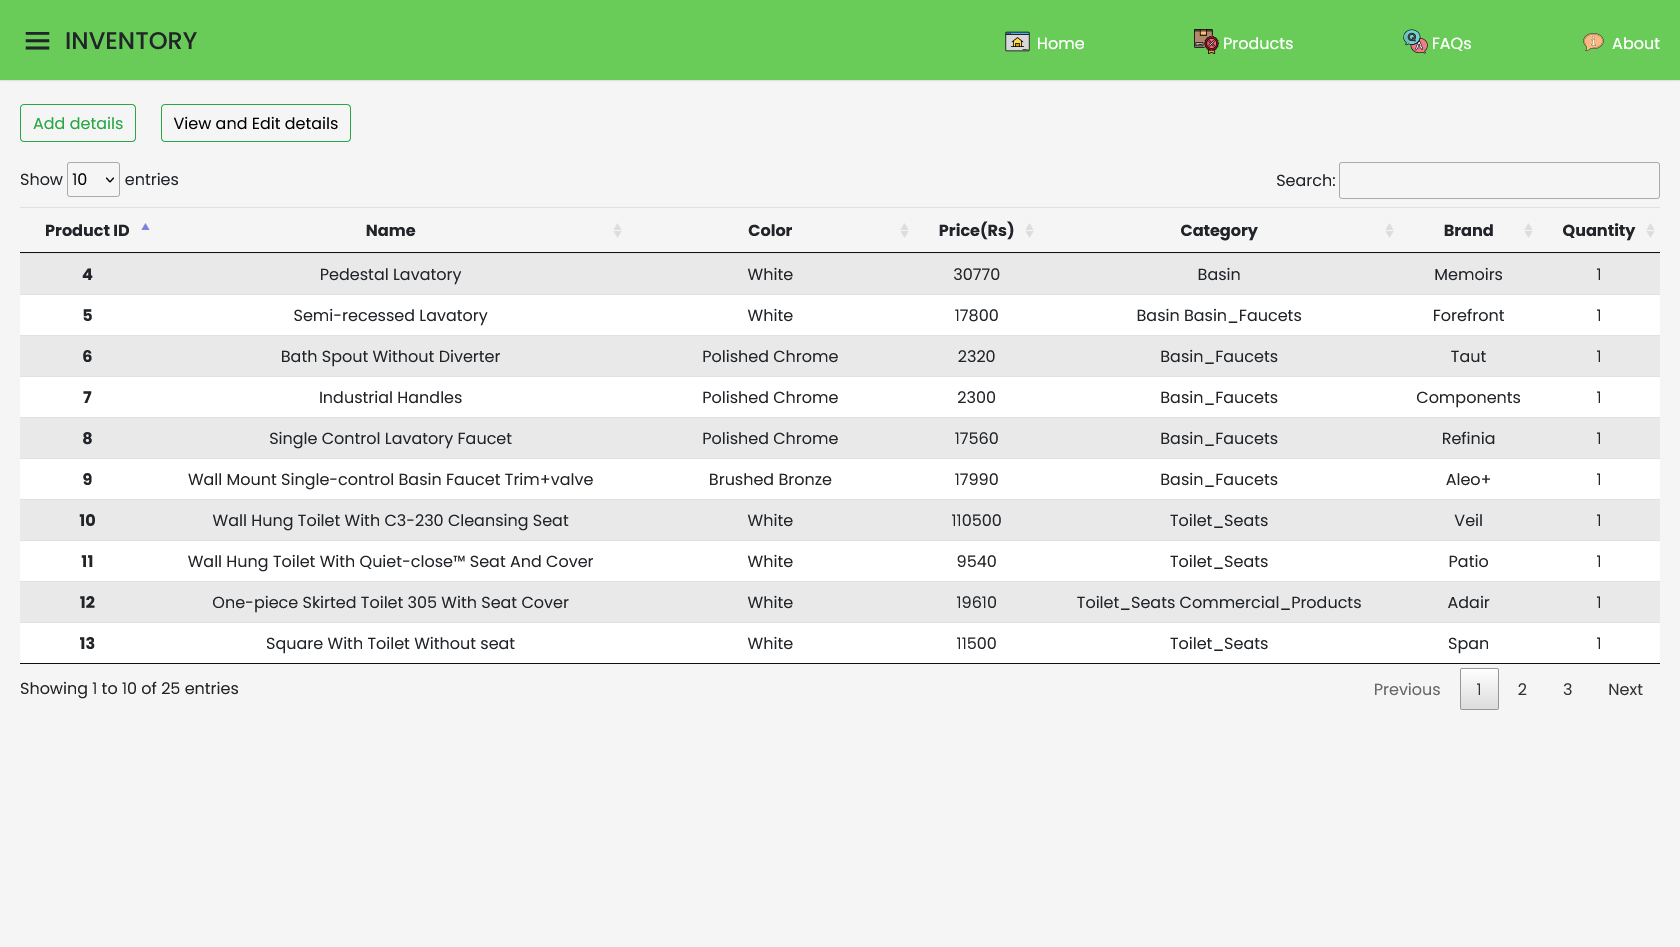 INVENTORY Home Products FAQs About
Add details View and Edit details
Show 10 entries Search:
Product ID Name Color Price(Rs) Category Brand Quantity
4 Pedestal Lavatory White 30770 Basin Memoirs 1
5 Semi-recessed Lavatory White 17800 Basin Basin_Faucets Forefront 1
6 Bath Spout Without Diverter Polished Chrome 2320 Basin_Faucets Taut 1
7 Industrial Handles Polished Chrome 2300 Basin_Faucets Components 1
8 Single Control Lavatory Faucet Polished Chrome 17560 Basin_Faucets Refinia 1
9 Wall Mount Single-control Basin Faucet Trim+valve Brushed Bronze 17990 Basin_Faucets Aleo+ 1
10 Wall Hung Toilet With C3-230 Cleansing Seat White 110500 Toilet_Seats Veil 1
11 Wall Hung Toilet With Quiet-close™ Seat And Cover White 9540 Toilet_Seats Patio 1
12 One-piece Skirted Toilet 305 With Seat Cover White 19610 Toilet_Seats Commercial_Products Adair 1
13 Square With Toilet Without seat White 11500 Toilet_Seats Span 1
Showing 1 to 10 of 25 entries Previous 1 2 3 Next